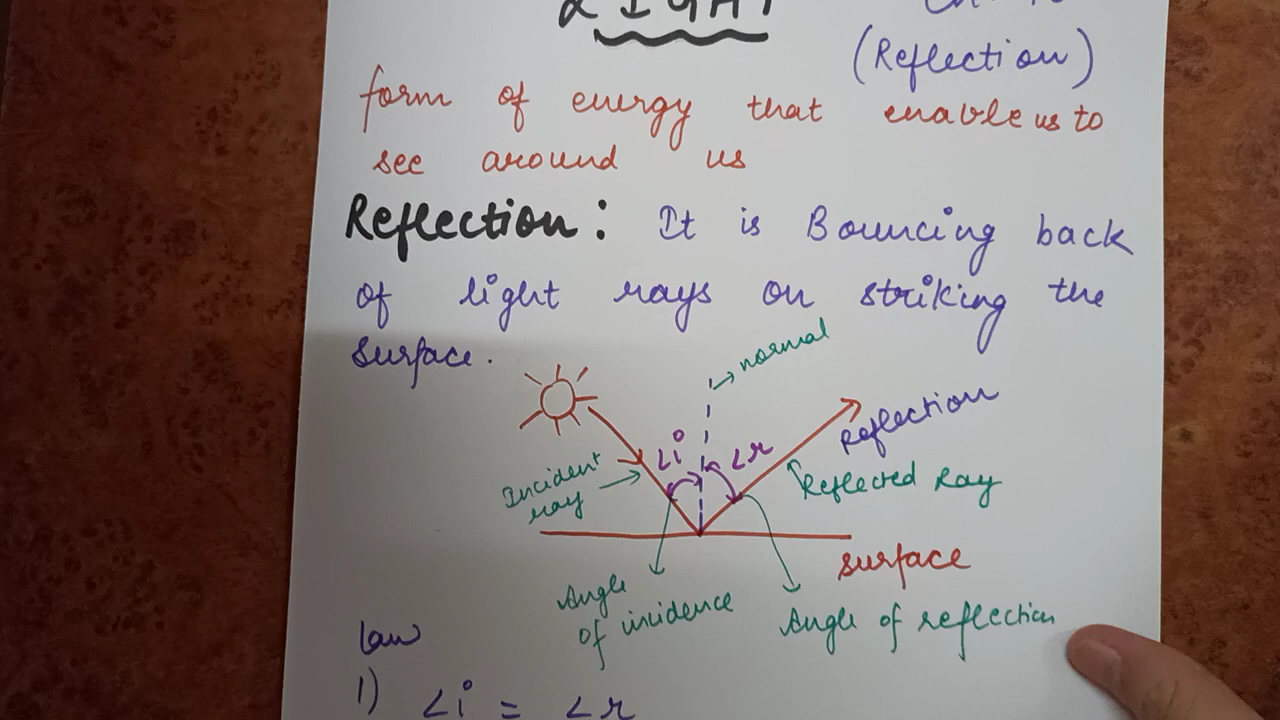 LIGHT
(Reflection)
form of energy that enable us to
see around us
Reflection: It is Bouncing back
of light rays on striking the
surface.
normal
Reflection
∠i ∠r
Incident
ray
Reflected Ray
surface
Angle
of incidence
Angle of reflection
law
1) ∠i = ∠r